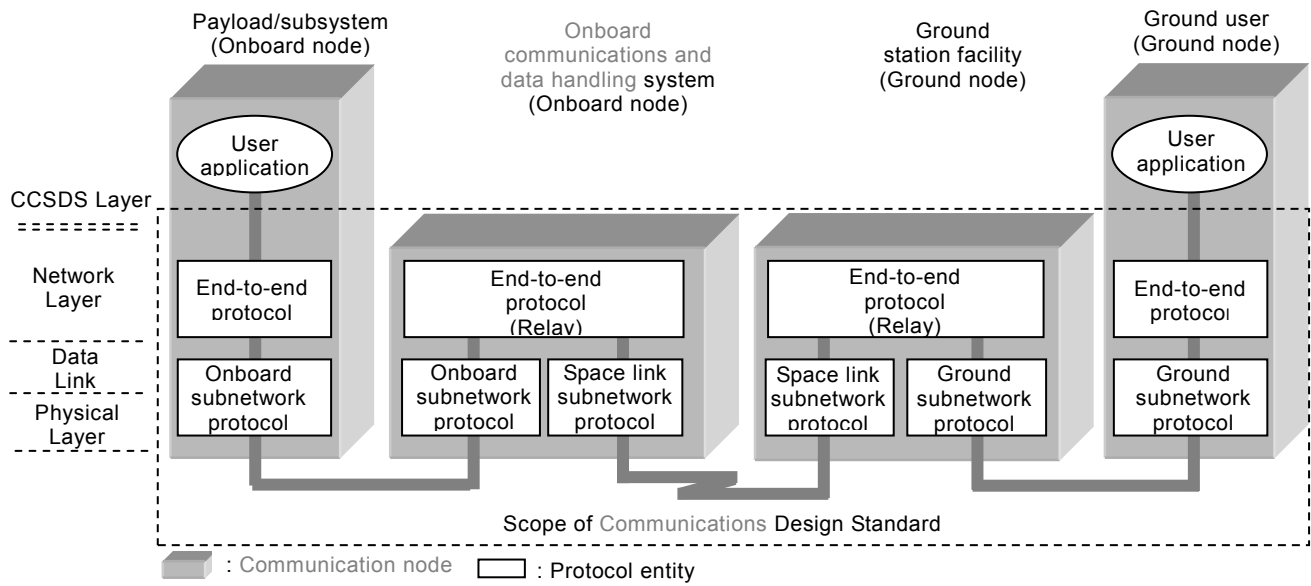 Payload/subsystem
(Onboard node)
Onboard
communications and
data handling system
(Onboard node)
Ground
station facility
(Ground node)
Ground user
(Ground node)
User
application
User
application
CCSDS Layer
Network
Layer
End-to-end
protocol
End-to-end
protocol
(Relay)
End-to-end
protocol
(Relay)
End-to-end
protocol
Data
Link
Physical
Layer
Onboard
subnetwork
protocol
Onboard
subnetwork
protocol
Space link
subnetwork
protocol
Space link
subnetwork
protocol
Ground
subnetwork
protocol
Ground
subnetwork
protocol
Scope of Communications Design Standard
: Communication node
: Protocol entity